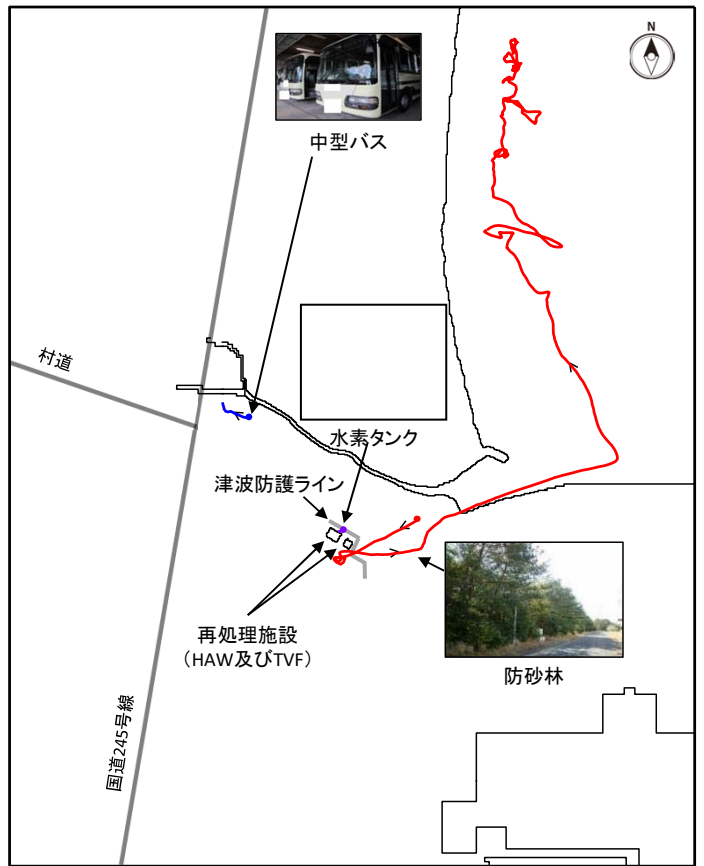 N
中型バス
村道
水素タンク
津波防護ライン
再処理施設
（HAW及びTVF）
防砂林
国道245号線